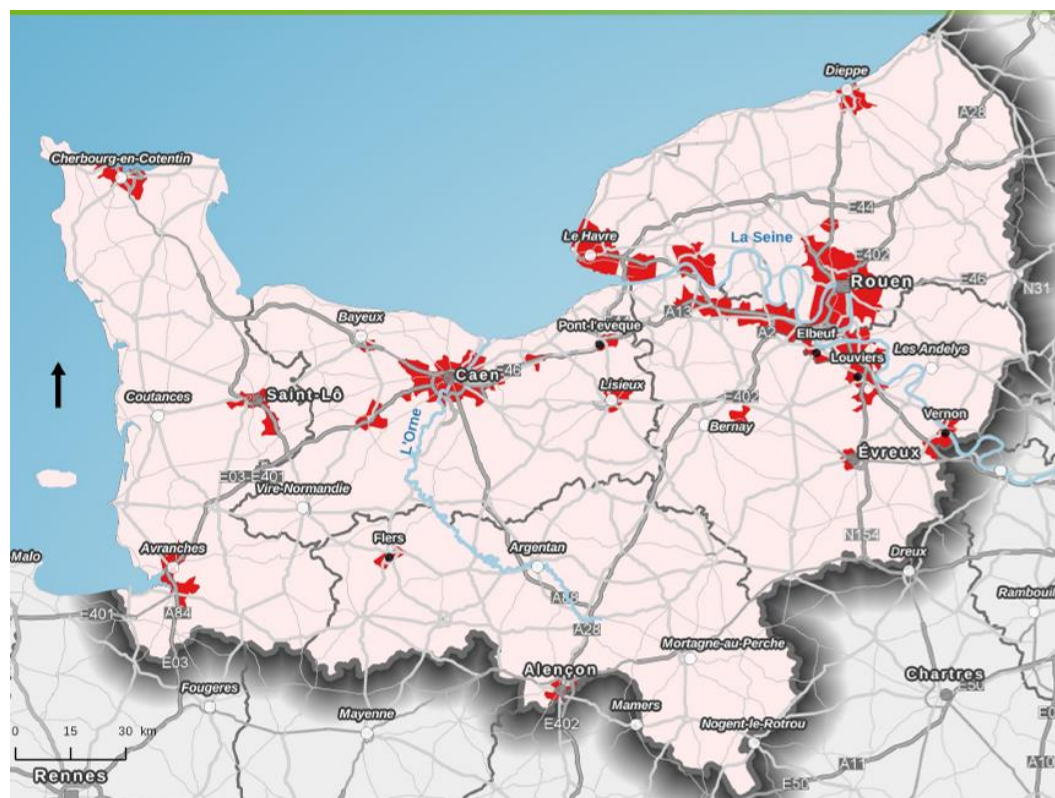 Dieppe
A28
Cherbourg-en-Cotentin
E44
Le Havre
La Seine
E402
Rouen
E46
N31
A13
Bayeux
Pont-l'eveque
A2
Elbeuf
Louviers
Les Andelys
Caen
E46
Saint-Lô
Lisieux
E402
Coutances
L'Orne
Bernay
Vernon
Évreux
E03-E401
Vire-Normandie
Flers
N154
Avranches
Argentan
Dreux
Malo
A88
Rambouil
E401
A84
A28
E03
Mortagne-au-Perche
Alençon
Chartres
E50
Fougeres
Mamers
Mayenne
E402
Nogent-le-Rotrou
0 15 30 km
A11
A10
Rennes
E50